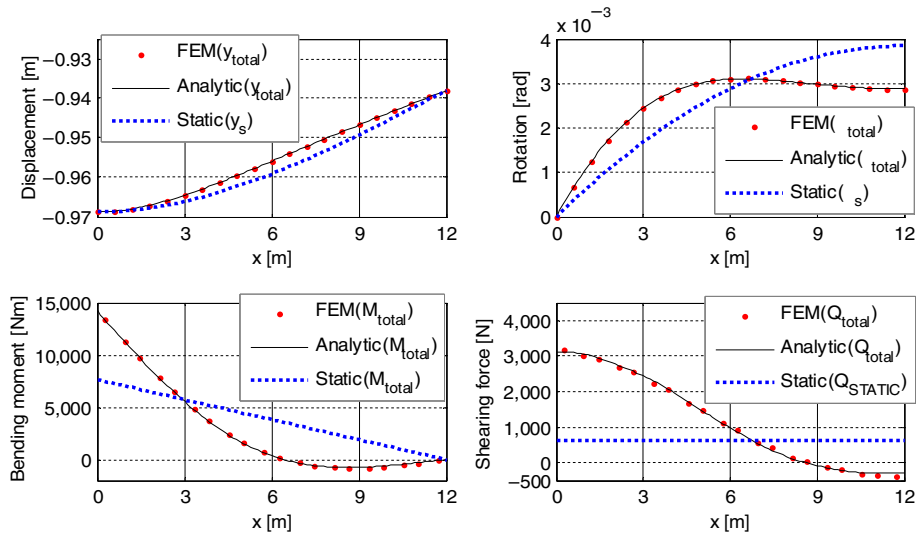 Displacement [m]
−0.93
−0.94
−0.95
−0.96
−0.97
FEM(y_total)
Analytic(y_total)
Static(y_s)
0 3 6 9 12
x [m]
x 10^−3
Rotation [rad]
4
3
2
1
0
FEM( _total)
Analytic( _total)
Static( _s)
0 3 6 9 12
x [m]
Bending moment [Nm]
15,000
10,000
5,000
0
FEM(M_total)
Analytic(M_total)
Static(M_total)
0 3 6 9 12
x [m]
Shearing force [N]
4,000
3,000
2,000
1,000
0
−500
FEM(Q_total)
Analytic(Q_total)
Static(Q_STATIC)
0 3 6 9 12
x [m]